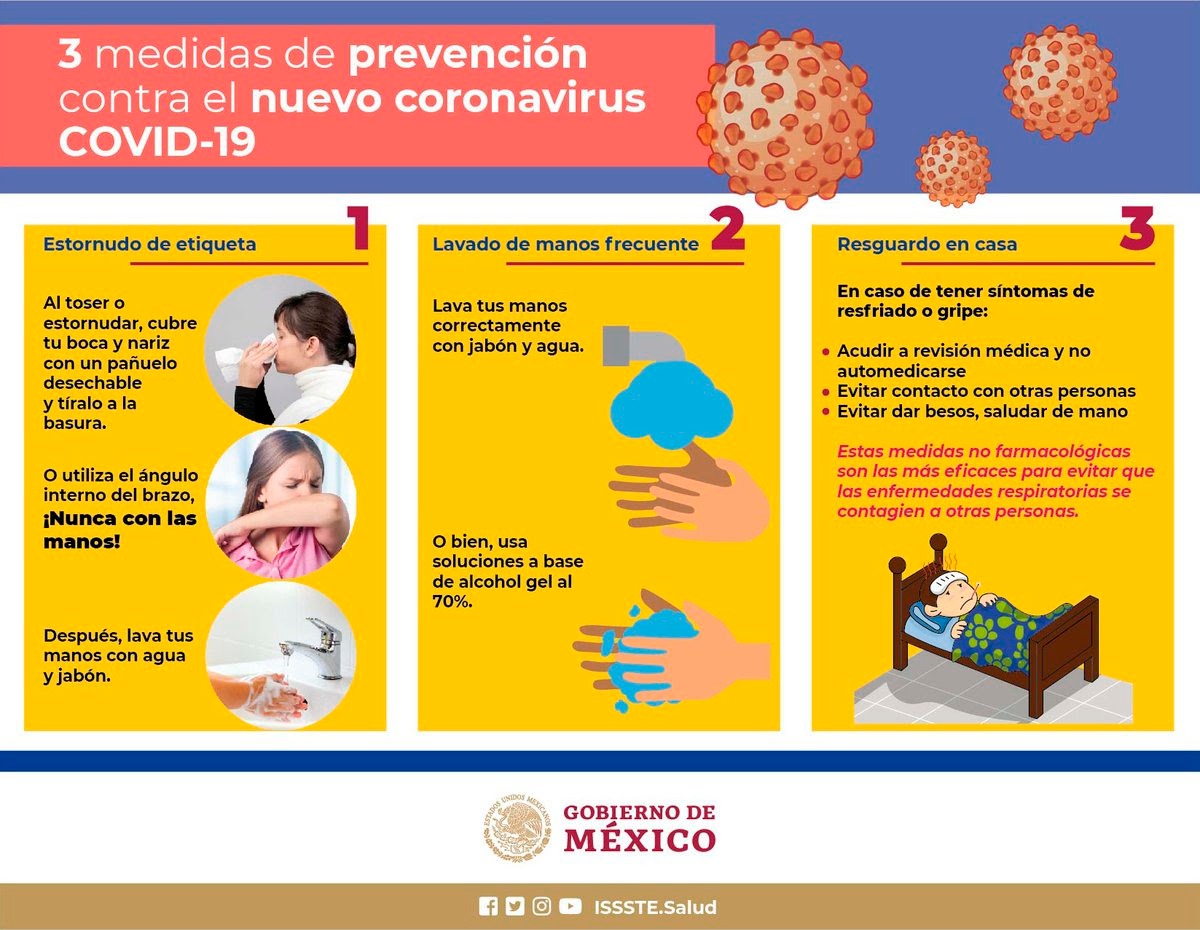 3 medidas de prevención
contra el nuevo coronavirus
COVID-19
1
Estornudo de etiqueta
Al toser o
estornudar, cubre
tu boca y nariz
con un pañuelo
desechable
y tíralo a la
basura.
O utiliza el ángulo
interno del brazo,
¡Nunca con las
manos!
Después, lava tus
manos con agua
y jabón.
2
Lavado de manos frecuente
Lava tus manos
correctamente
con jabón y agua.
O bien, usa
soluciones a base
de alcohol gel al
70%.
3
Resguardo en casa
En caso de tener síntomas de
resfriado o gripe:
• Acudir a revisión médica y no
automedicarse
• Evitar contacto con otras personas
• Evitar dar besos, saludar de mano
Estas medidas no farmacológicas
son las más eficaces para evitar que
las enfermedades respiratorias se
contagien a otras personas.
ESTADOS UNIDOS MEXICANOS
GOBIERNO DE
MÉXICO
ISSSTE.Salud